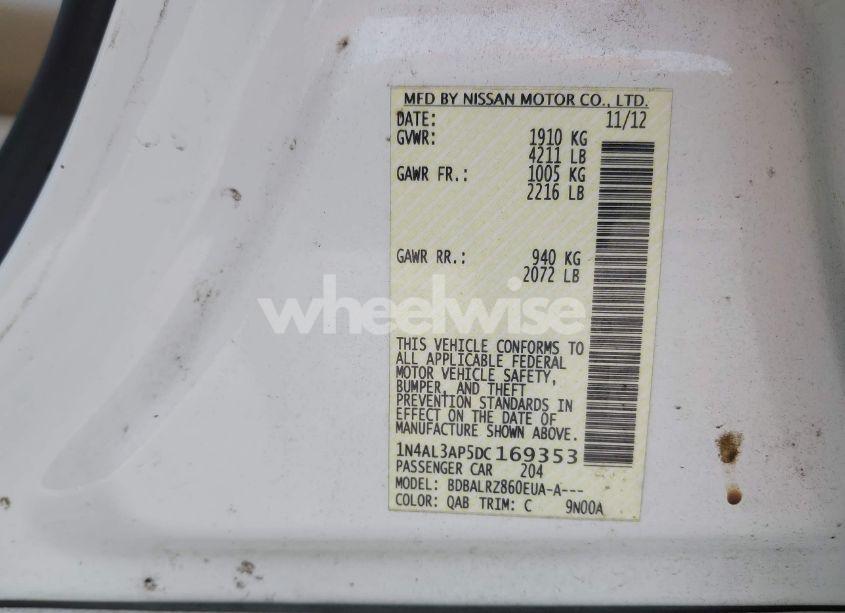 MFD BY NISSAN MOTOR CO., LTD.
DATE: 11/12
GVWR: 1910 KG
4211 LB
GAWR FR.: 1005 KG
2216 LB
GAWR RR.: 940 KG
2072 LB
wheelwise
THIS VEHICLE CONFORMS TO
ALL APPLICABLE FEDERAL
MOTOR VEHICLE SAFETY,
BUMPER, AND THEFT
PREVENTION STANDARDS IN
EFFECT ON THE DATE OF
MANUFACTURE SHOWN ABOVE.
1N4AL3AP5DC169353
PASSENGER CAR 204
MODEL: BDBALRZ860EUA-A---
COLOR: QAB TRIM: C 9N00A